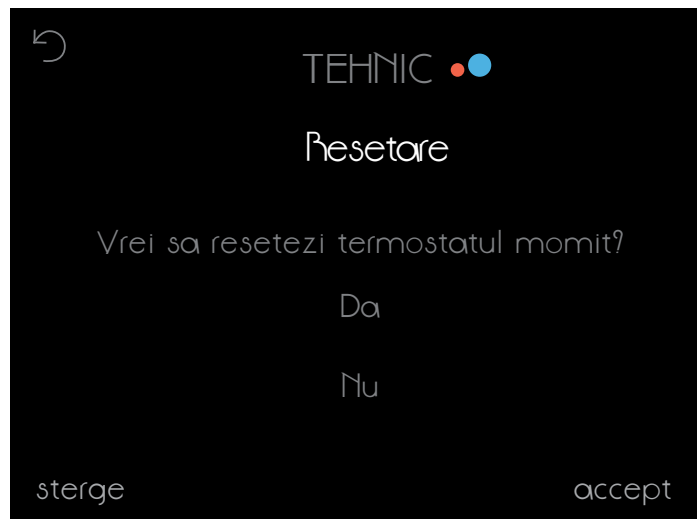 TEHNIC
Resetare
Vrei sa resetezi termostatul momit?
Da
Nu
sterge accept